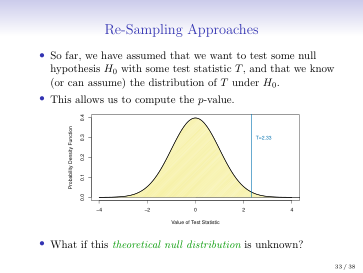 Re-Sampling Approaches
• So far, we have assumed that we want to test some null
hypothesis H₀ with some test statistic T, and that we know
(or can assume) the distribution of T under H₀.
• This allows us to compute the p-value.
Probability Density Function
0.4
0.3
0.2
0.1
0.0
T=2.33
−4 −2 0 2 4
Value of Test Statistic
• What if this theoretical null distribution is unknown?
33 / 38